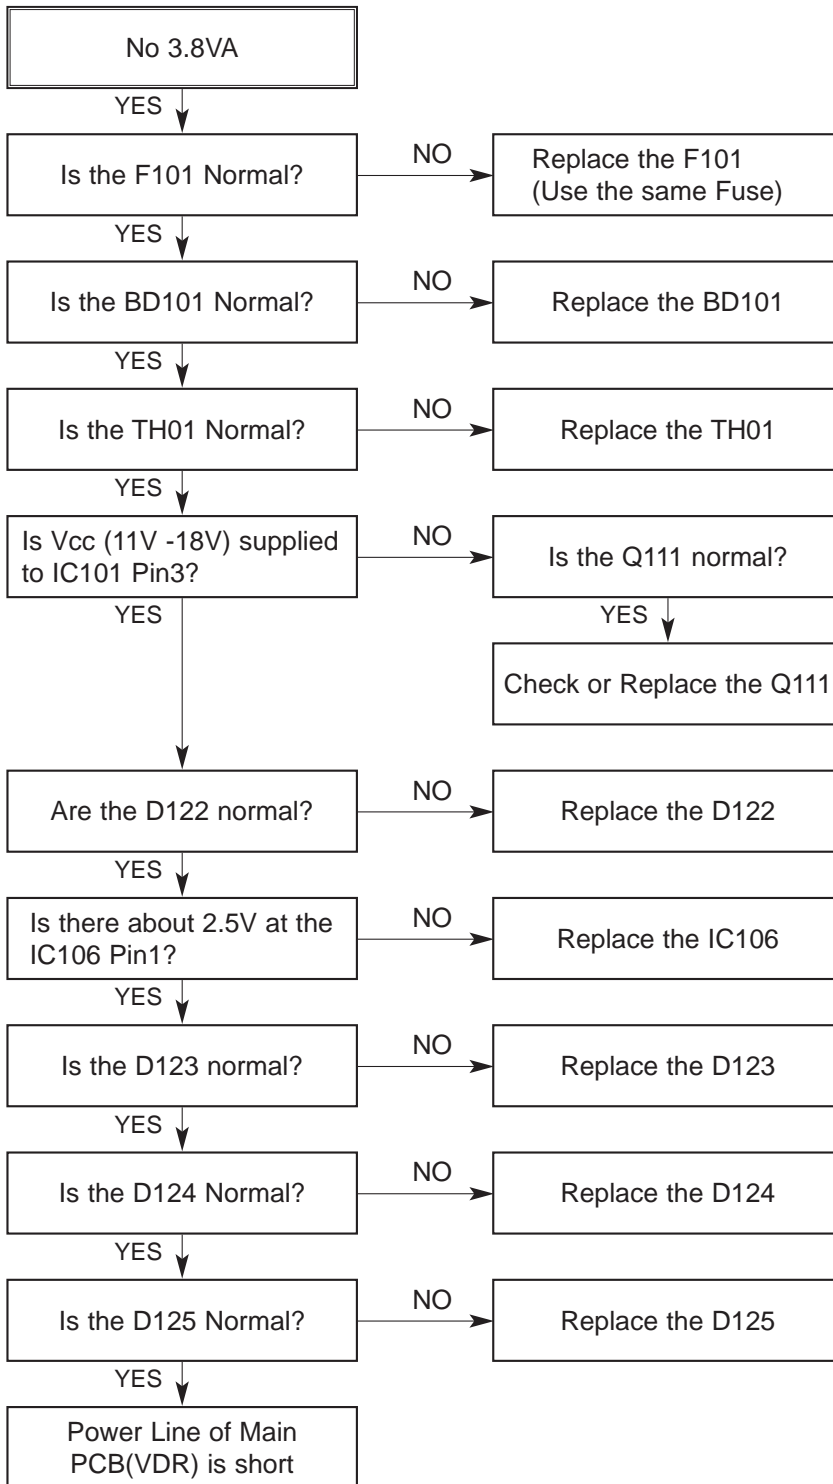 No 3.8VA
YES
Is the F101 Normal?
NO
Replace the F101
(Use the same Fuse)
YES
Is the BD101 Normal?
NO
Replace the BD101
YES
Is the TH01 Normal?
NO
Replace the TH01
YES
Is Vcc (11V -18V) supplied
to IC101 Pin3?
NO
Is the Q111 normal?
YES
YES
Check or Replace the Q111
Are the D122 normal?
NO
Replace the D122
YES
Is there about 2.5V at the
IC106 Pin1?
NO
Replace the IC106
YES
Is the D123 normal?
NO
Replace the D123
YES
Is the D124 Normal?
NO
Replace the D124
YES
Is the D125 Normal?
NO
Replace the D125
YES
Power Line of Main
PCB(VDR) is short